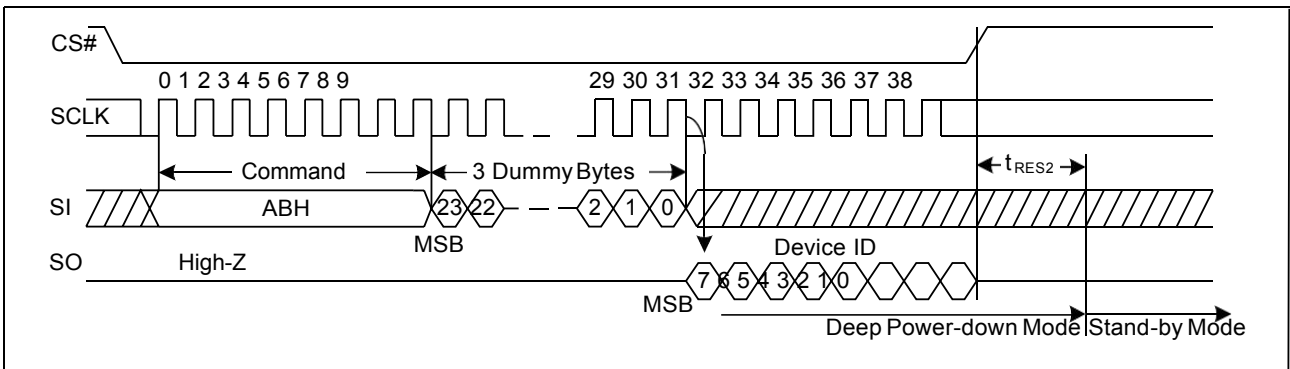 CS#
0 1 2 3 4 5 6 7 8 9 29 30 31 32 33 34 35 36 37 38
SCLK
Command 3 Dummy Bytes tRES2
SI ABH 23 22 2 1 0
MSB
SO High-Z Device ID
7 6 5 4 3 2 1 0
MSB
Deep Power-down Mode Stand-by Mode